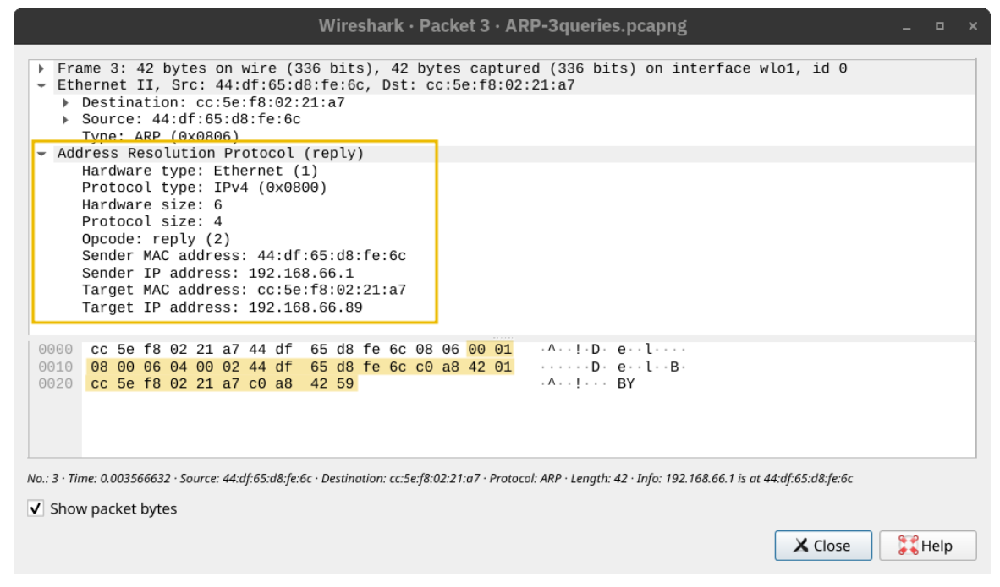 Wireshark · Packet 3 · ARP-3queries.pcapng
Frame 3: 42 bytes on wire (336 bits), 42 bytes captured (336 bits) on interface wlo1, id 0
Ethernet II, Src: 44:df:65:d8:fe:6c, Dst: cc:5e:f8:02:21:a7
Destination: cc:5e:f8:02:21:a7
Source: 44:df:65:d8:fe:6c
Type: ARP (0x0806)
Address Resolution Protocol (reply)
Hardware type: Ethernet (1)
Protocol type: IPv4 (0x0800)
Hardware size: 6
Protocol size: 4
Opcode: reply (2)
Sender MAC address: 44:df:65:d8:fe:6c
Sender IP address: 192.168.66.1
Target MAC address: cc:5e:f8:02:21:a7
Target IP address: 192.168.66.89
0000 cc 5e f8 02 21 a7 44 df 65 d8 fe 6c 08 06 00 01 ·^··!·D· e··l····
0010 08 00 06 04 00 02 44 df 65 d8 fe 6c c0 a8 42 01 ······D· e··l··B·
0020 cc 5e f8 02 21 a7 c0 a8 42 59 ·^··!··· BY
No.: 3 · Time: 0.003566632 · Source: 44:df:65:d8:fe:6c · Destination: cc:5e:f8:02:21:a7 · Protocol: ARP · Length: 42 · Info: 192.168.66.1 is at 44:df:65:d8:fe:6c
Show packet bytes
Close Help